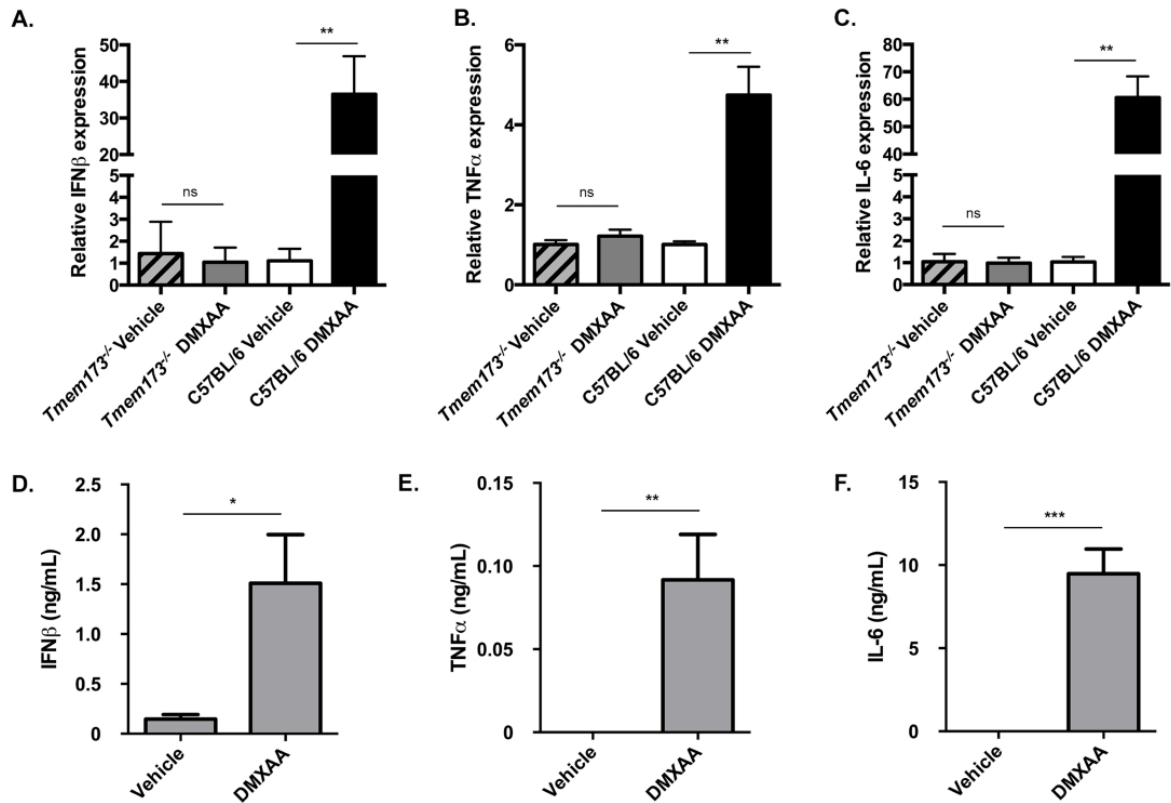 A.
Relative IFNβ expression
50
40
30
20
5
4
3
2
1
0
ns
**
Tmem173-/- Vehicle
Tmem173-/- DMXAA
C57BL/6 Vehicle
C57BL/6 DMXAA
B.
Relative TNFα expression
6
4
2
0
ns
**
Tmem173-/- Vehicle
Tmem173-/- DMXAA
C57BL/6 Vehicle
C57BL/6 DMXAA
C.
Relative IL-6 expression
80
70
60
50
40
5
4
3
2
1
0
ns
**
Tmem173-/- Vehicle
Tmem173-/- DMXAA
C57BL/6 Vehicle
C57BL/6 DMXAA
D.
IFNβ (ng/mL)
2.5
2.0
1.5
1.0
0.5
0
*
Vehicle
DMXAA
E.
TNFα (ng/mL)
0.15
0.10
0.05
0
**
Vehicle
DMXAA
F.
IL-6 (ng/mL)
15
10
5
0
***
Vehicle
DMXAA